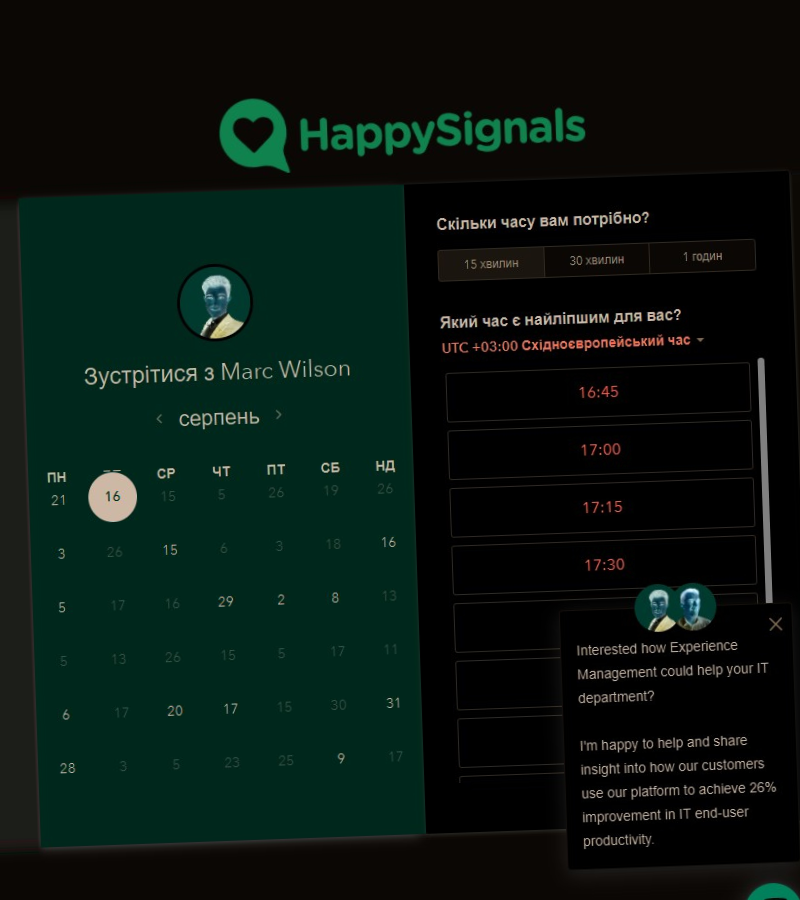 HappySignals
Зустрітися з Marc Wilson
серпень
ПН СР ЧТ ПТ СБ НД
21 16 15 5 26 19 26
3 26 15 6 3 18 16
5 17 16 29 2 8 13
5 13 26 15 5 17 11
6 17 20 17 15 30 31
28 3 5 23 25 9 17
Скільки часу вам потрібно?
15 хвилин 30 хвилин 1 годин
Який час є найліпшим для вас?
UTC +03:00 Східноєвропейський час
16:45
17:00
17:15
17:30
Interested how Experience
Management could help your IT
department?
I'm happy to help and share
insight into how our customers
use our platform to achieve 26%
improvement in IT end-user
productivity.